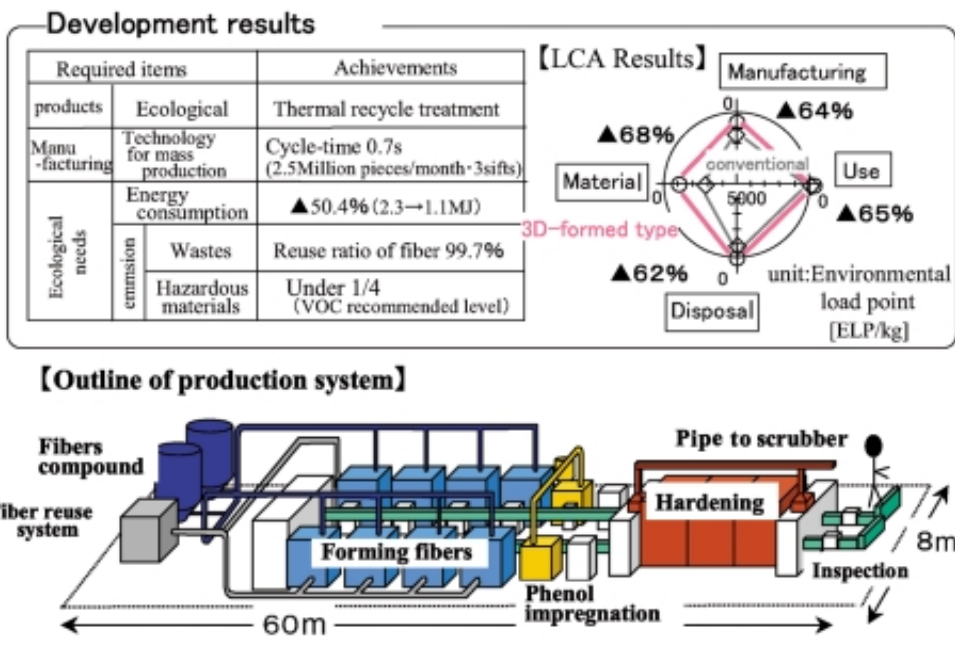 Development results
Required items Achievements
products Ecological Thermal recycle treatment
Manu
-facturing
Technology
for mass
production
Cycle-time 0.7s
(2.5Million pieces/month･3sifts)
Ecological
needs
Energy
consumption
▲50.4% (2.3→1.1MJ)
emmsion
Wastes Reuse ratio of fiber 99.7%
Hazardous
materials
Under 1/4
(VOC recommended level)
【LCA Results】
Manufacturing
0
▲64%
▲68%
conventional
Material
Use
0
5000
0
▲65%
3D-formed type
▲62%
0
Disposal
unit:Environmental
load point
[ELP/kg]
【Outline of production system】
Fibers
compound
Pipe to scrubber
iber reuse
system
Hardening
Forming fibers
8m
Inspection
Phenol
impregnation
60m